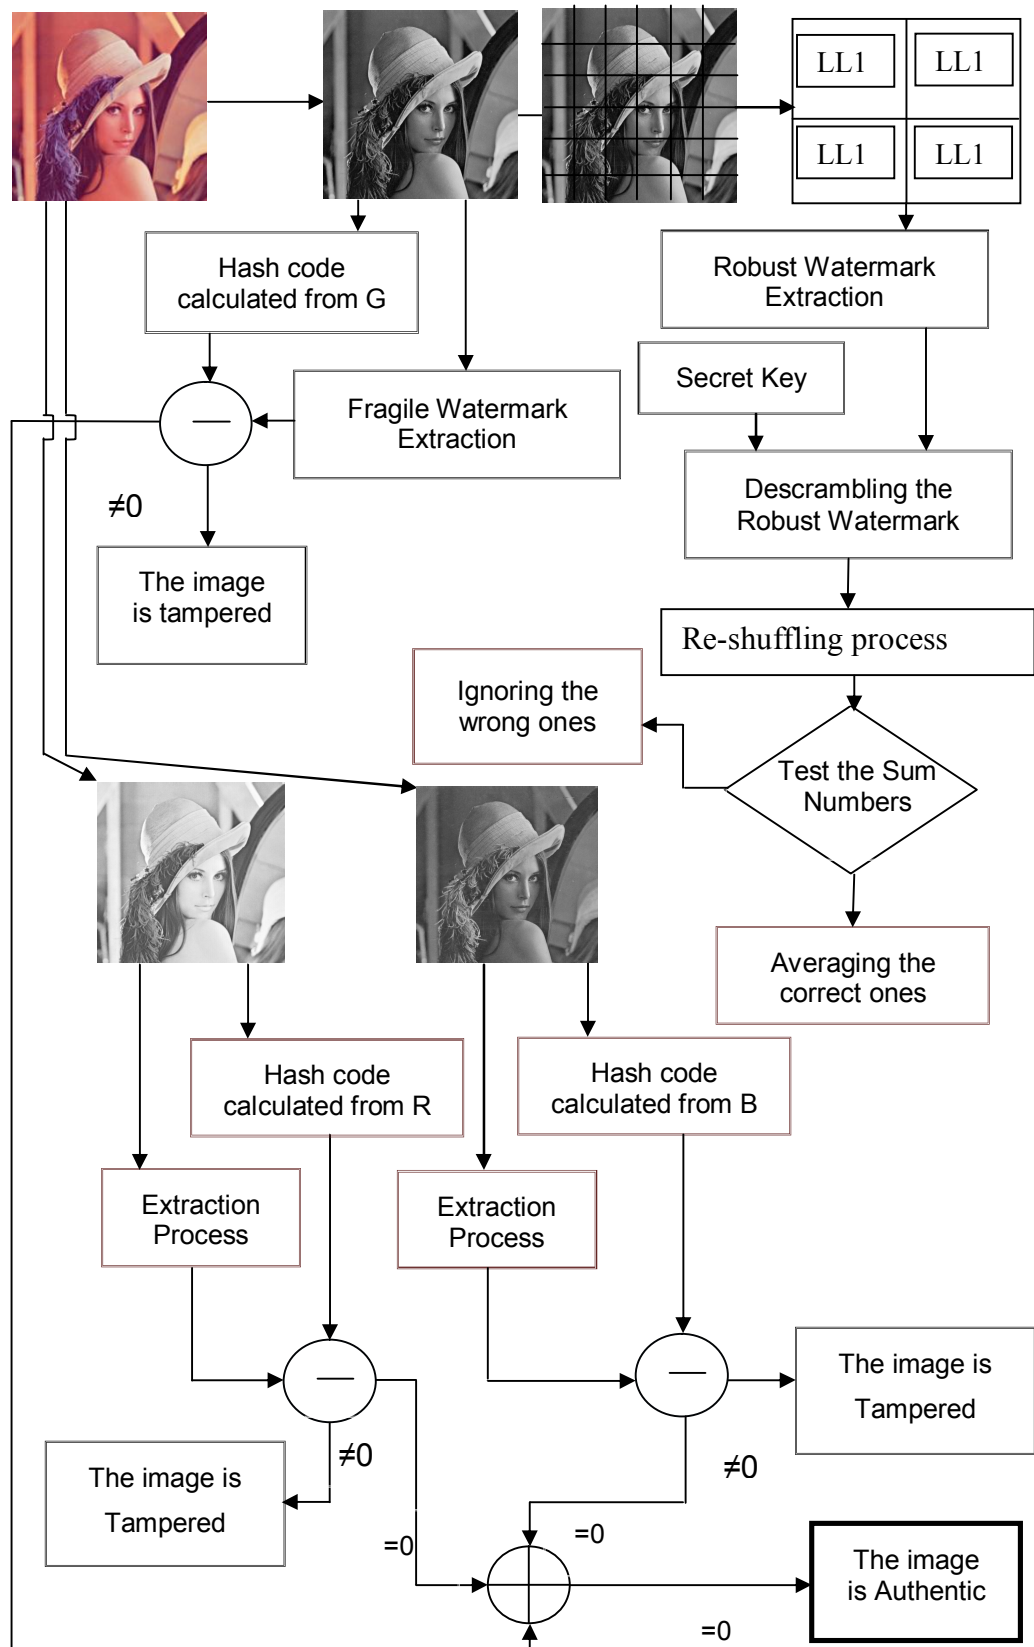 LL1
LL1
LL1
LL1
Hash code
calculated from G
Robust Watermark
Extraction
Secret Key
Fragile Watermark
Extraction
—
≠0
Descrambling the
Robust Watermark
The image
is tampered
Re-shuffling process
Ignoring the
wrong ones
Test the Sum
Numbers
Averaging the
correct ones
Hash code
calculated from R
Hash code
calculated from B
Extraction
Process
Extraction
Process
—
—
The image is
Tampered
≠0
≠0
The image is
Tampered
=0
=0
The image
is Authentic
=0